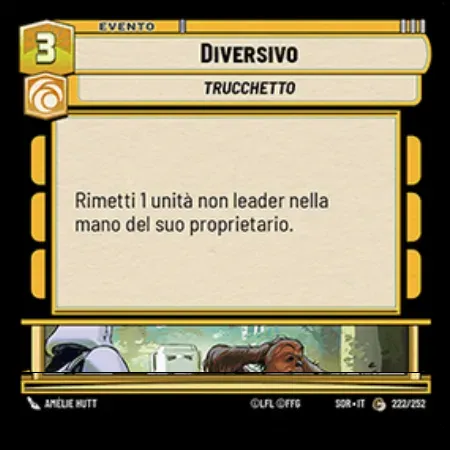 EVENTO
3
DIVERSIVO
TRUCCHETTO
Rimetti 1 unità non leader nella
mano del suo proprietario.
AMÉLIE HUTT
©LFL ©FFG
SOR • IT
C
222/252